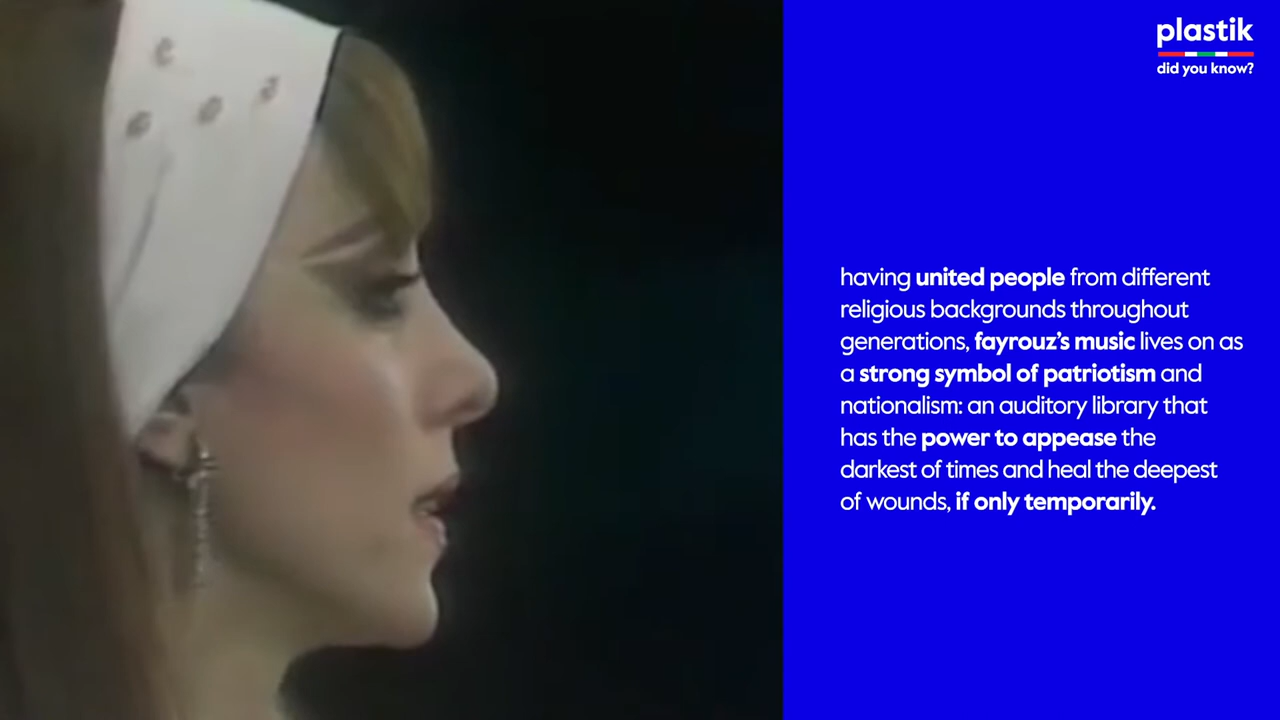 plastik
did you know?
having united people from different
religious backgrounds throughout
generations, fayrouz's music lives on as
a strong symbol of patriotism and
nationalism: an auditory library that
has the power to appease the
darkest of times and heal the deepest
of wounds, if only temporarily.